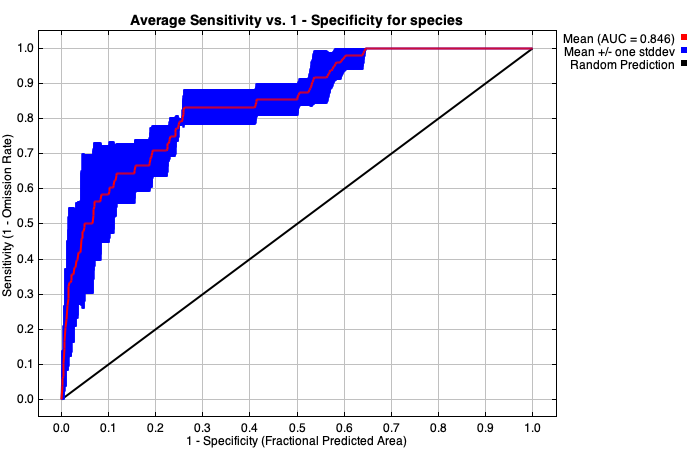 Average Sensitivity vs. 1 - Specificity for species
Mean (AUC = 0.846)
Mean +/- one stddev
Random Prediction
Sensitivity (1 - Omission Rate)
1.0
0.9
0.8
0.7
0.6
0.5
0.4
0.3
0.2
0.1
0.0
0.0 0.1 0.2 0.3 0.4 0.5 0.6 0.7 0.8 0.9 1.0
1 - Specificity (Fractional Predicted Area)